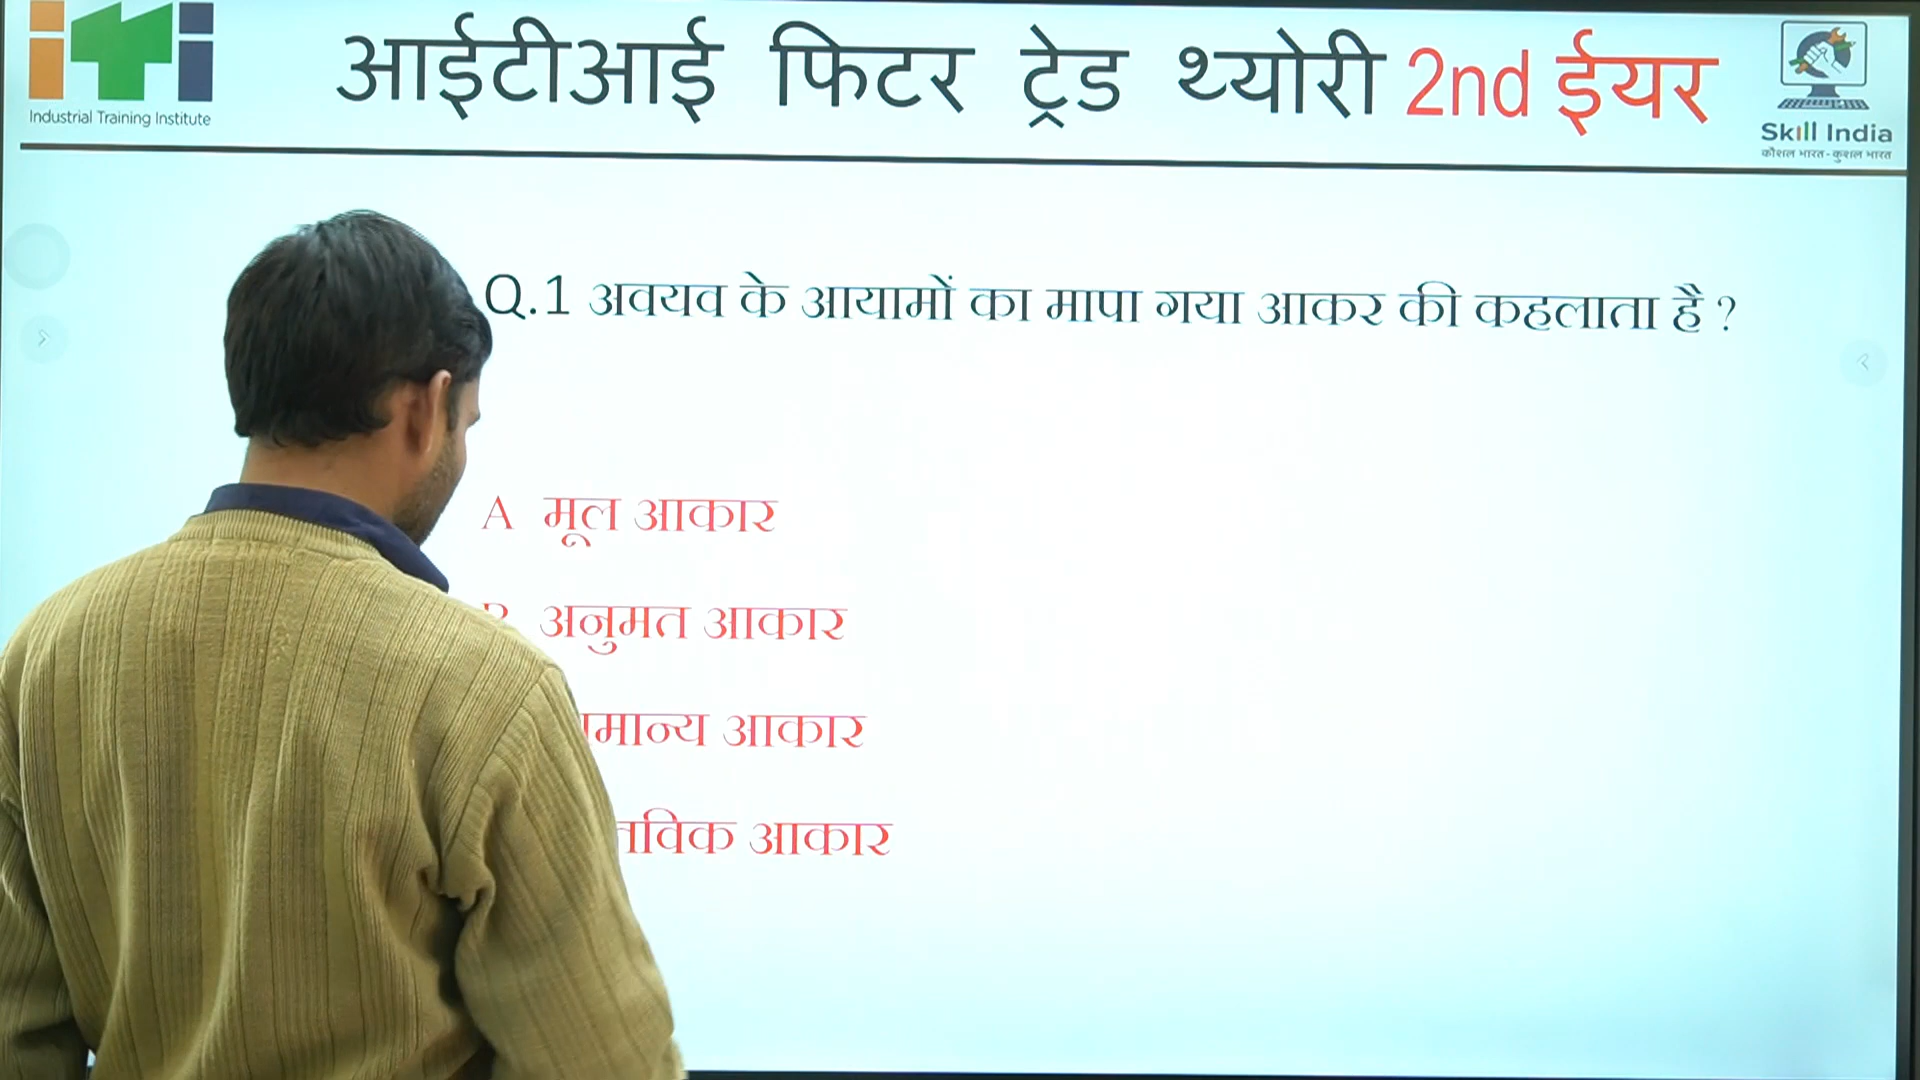 iTi
Industrial Training Institute
आईटीआई फिटर ट्रेड थ्योरी 2nd ईयर
Skill India
कौशल भारत - कुशल भारत
Q.1 अवयव के आयामों का मापा गया आकर की कहलाता है ?
A मूल आकार
अनुमत आकार
आकार
आकार